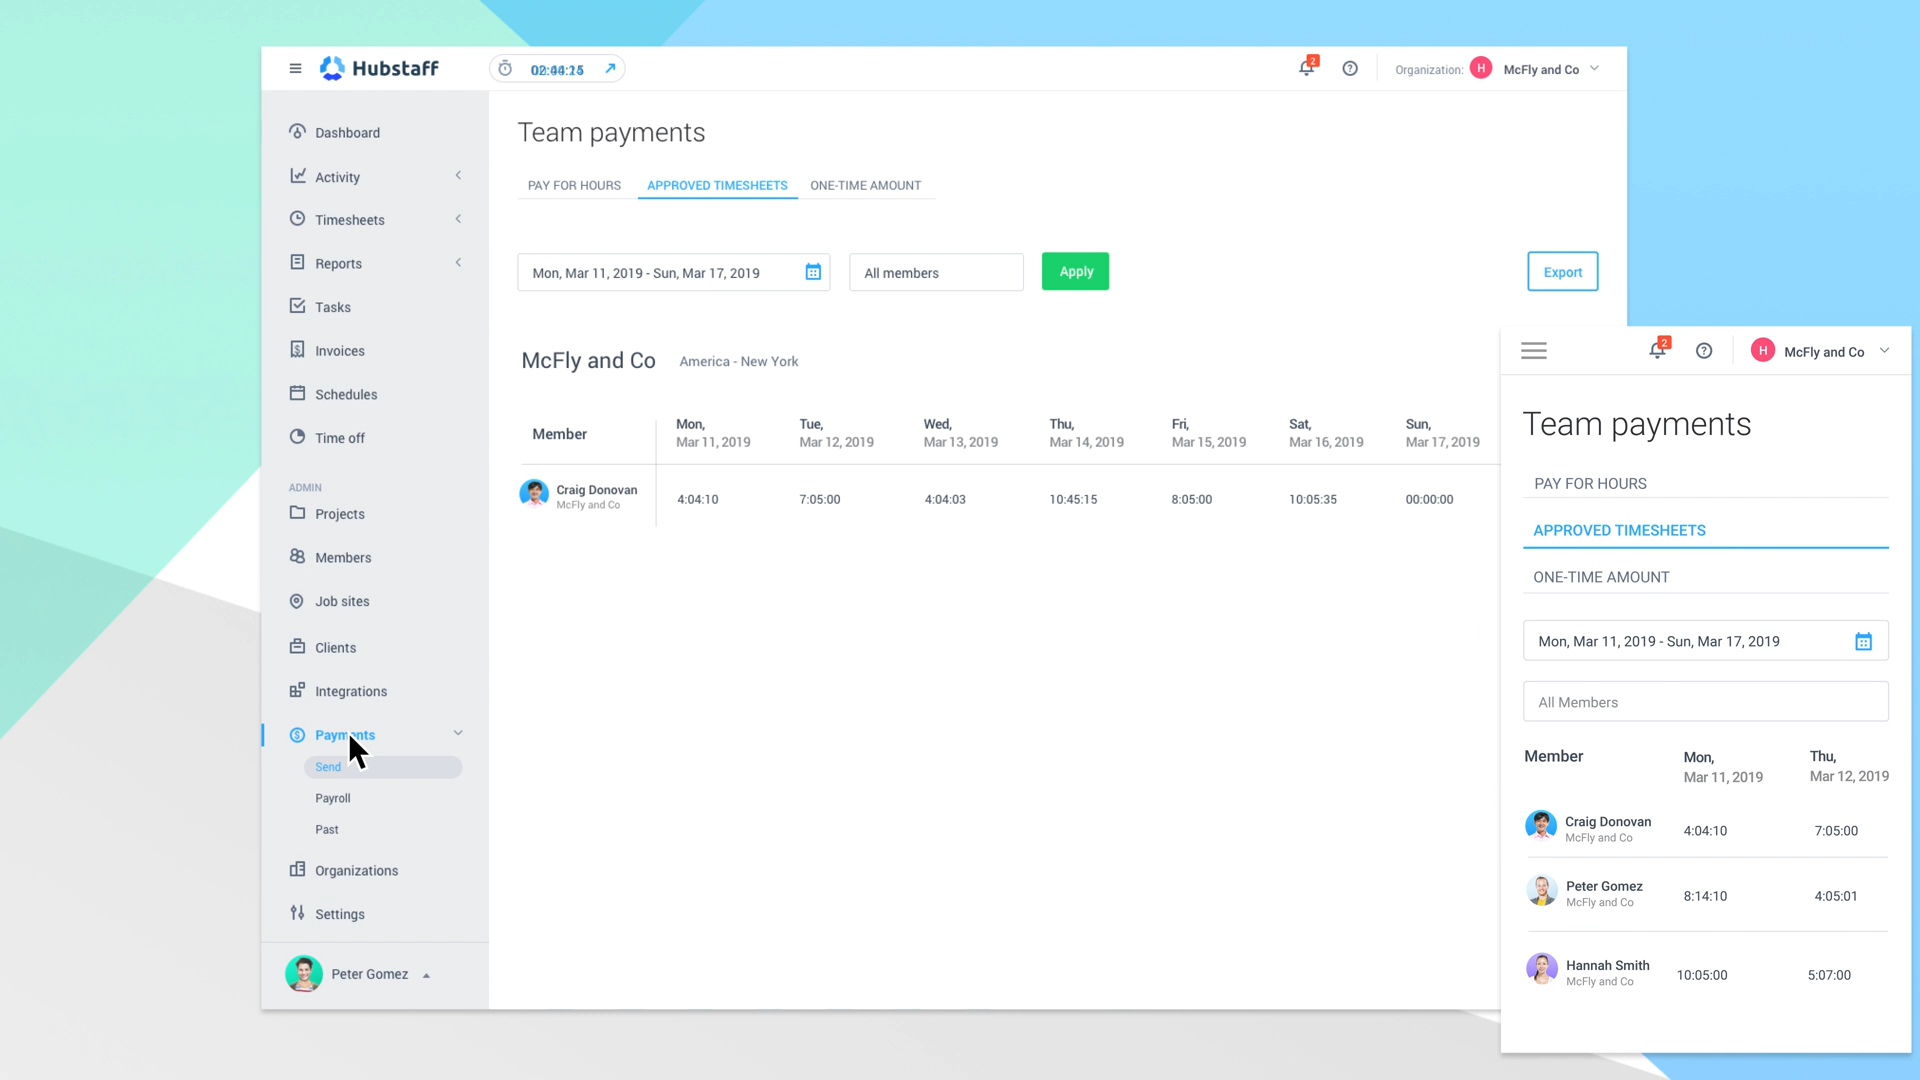 Hubstaff
2
Organization: H McFly and Co
Dashboard
Activity
Timesheets
Reports
Tasks
Invoices
Schedules
Time off
ADMIN
Projects
Members
Job sites
Clients
Integrations
Payments
Send
Payroll
Past
Organizations
Settings
Peter Gomez
Team payments
PAY FOR HOURS APPROVED TIMESHEETS ONE-TIME AMOUNT
Mon, Mar 11, 2019 - Sun, Mar 17, 2019 All members Apply Export
McFly and Co America - New York
Member
Mon, Tue, Wed, Thu, Fri, Sat, Sun,
Mar 11, 2019 Mar 12, 2019 Mar 13, 2019 Mar 14, 2019 Mar 15, 2019 Mar 16, 2019 Mar 17, 2019
Craig Donovan
McFly and Co
4:04:10 7:05:00 4:04:03 10:45:15 8:05:00 10:05:35 00:00:00
2
H McFly and Co
Team payments
PAY FOR HOURS
APPROVED TIMESHEETS
ONE-TIME AMOUNT
Mon, Mar 11, 2019 - Sun, Mar 17, 2019
All Members
Member
Mon, Thu,
Mar 11, 2019 Mar 12, 2019
Craig Donovan
McFly and Co
4:04:10 7:05:00
Peter Gomez
McFly and Co
8:14:10 4:05:01
Hannah Smith
McFly and Co
10:05:00 5:07:00